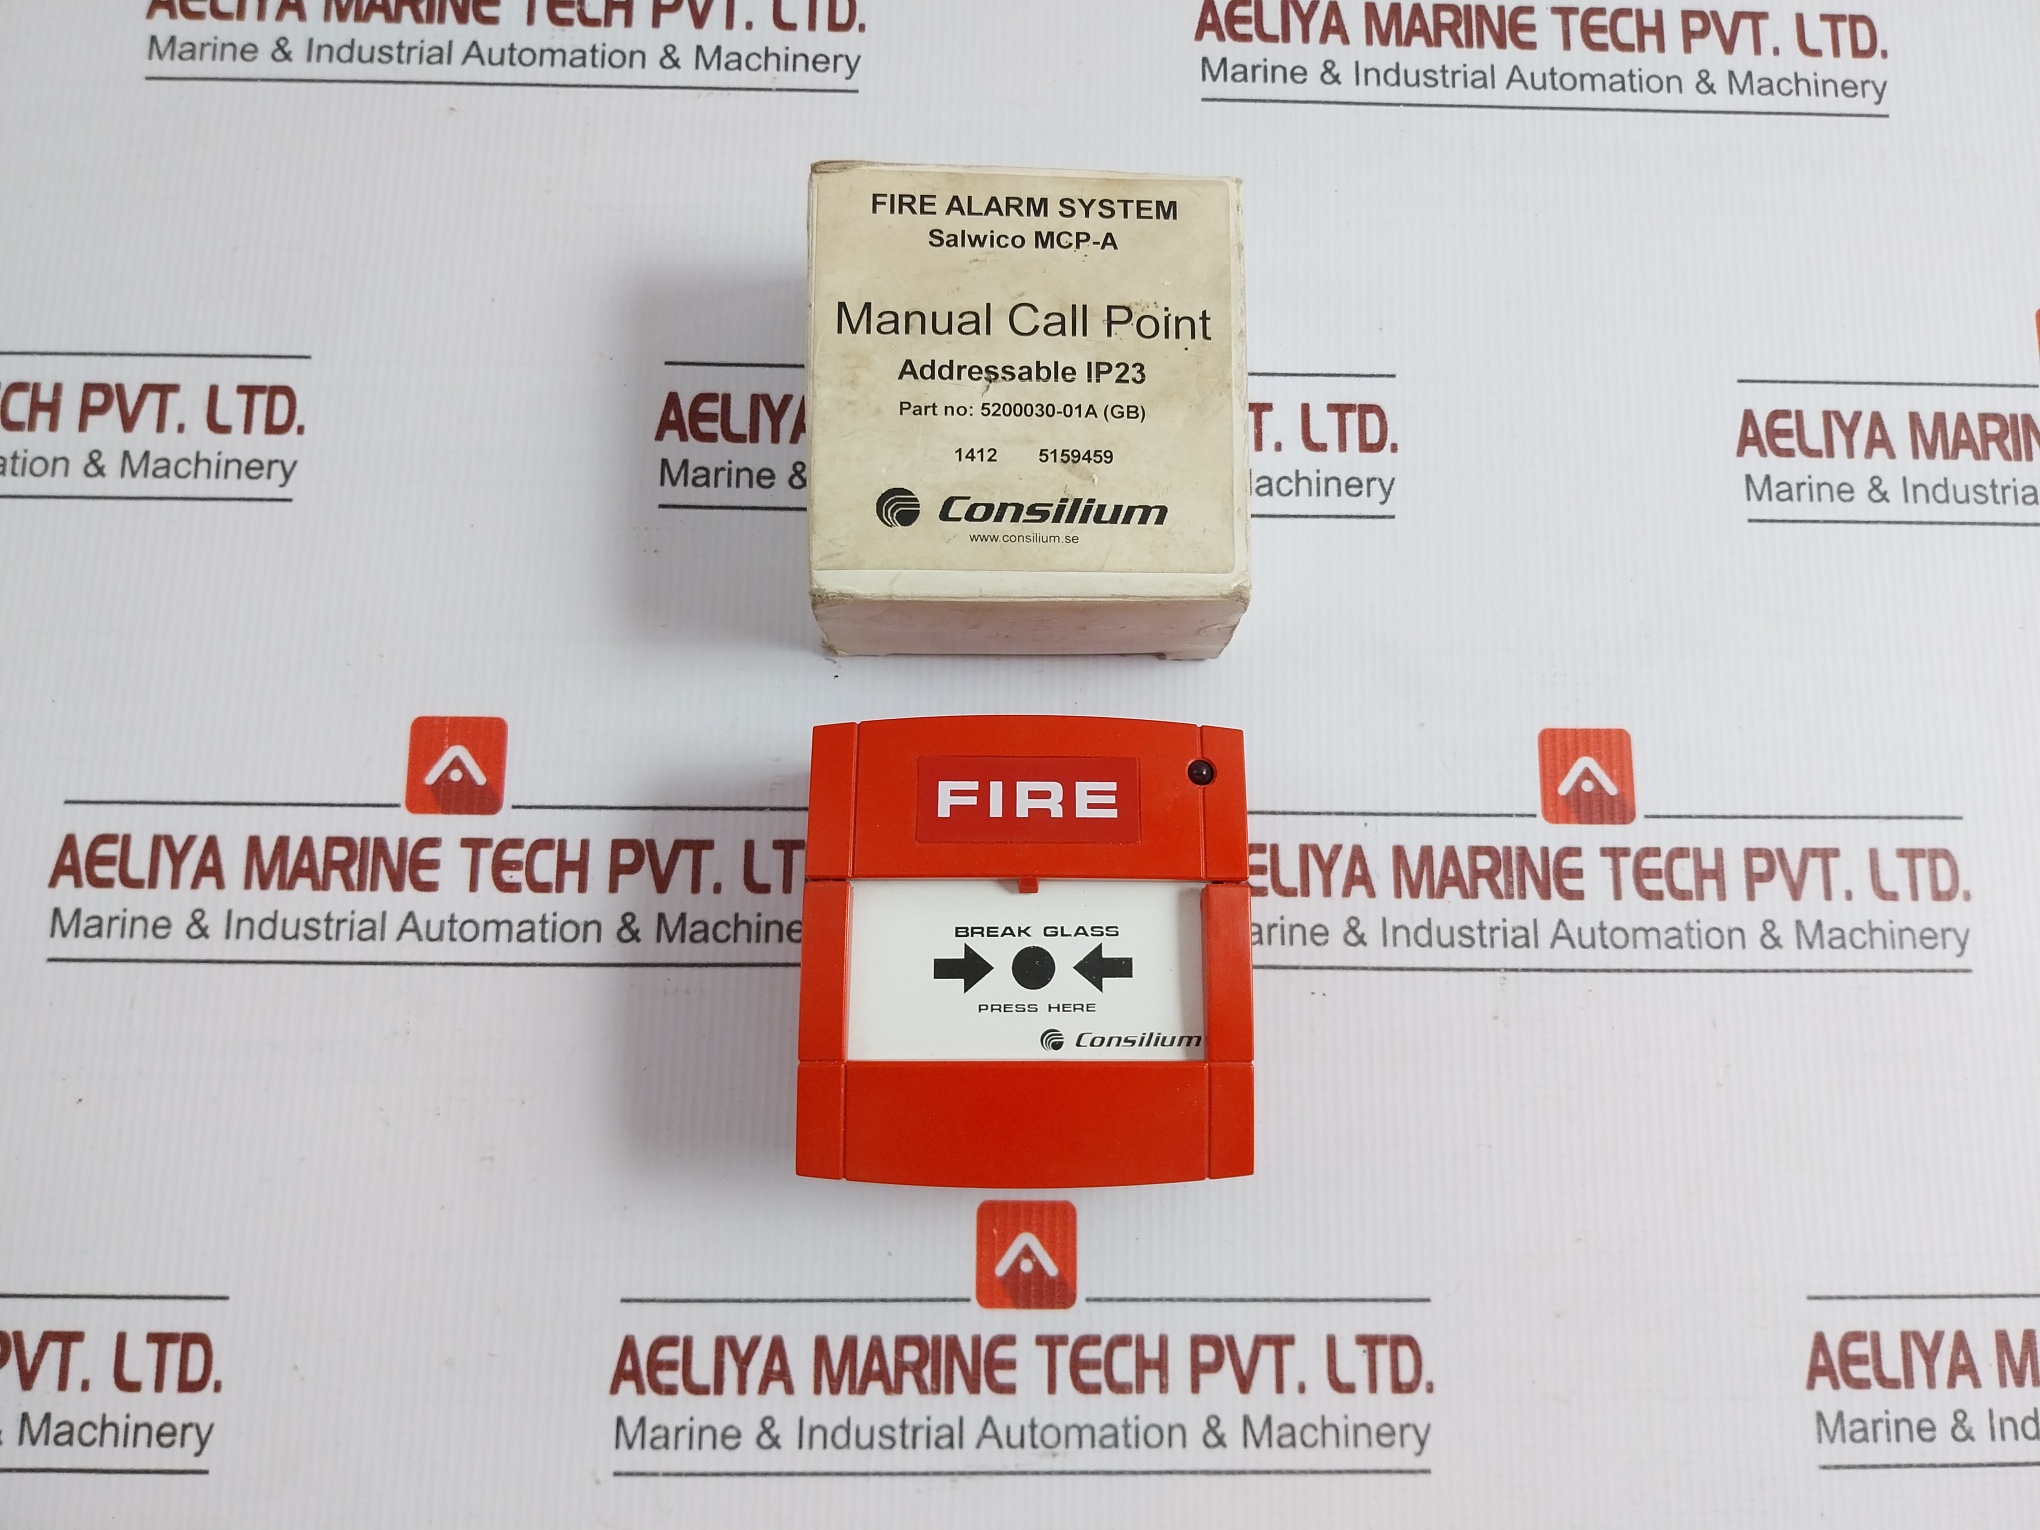 AELIYA MARINE TECH PVT. LTD.
Marine & Industrial Automation & Machinery
AELIYA MARINE TECH PVT. LTD.
Marine & Industrial Automation & Machinery
FIRE ALARM SYSTEM
Salwico MCP-A
Manual Call Point
Addressable IP23
Part no: 5200030-01A (GB)
1412 5159459
Consilium
www.consilium.se
CH PVT. LTD.
ation & Machinery
AELIYA
Marine &
T. LTD.
lachinery
AELIYA MARIN
Marine & Industria
FIRE
BREAK GLASS
PRESS HERE
Consilium
AELIYA MARINE TECH PVT. LT
Marine & Industrial Automation & Machine
ELIYA MARINE TECH PVT. LTD.
arine & Industrial Automation & Machinery
PVT. LTD.
& Machinery
AELIYA MARINE TECH PVT. LTD.
Marine & Industrial Automation & Machinery
AELIYA M
Marine & Ind